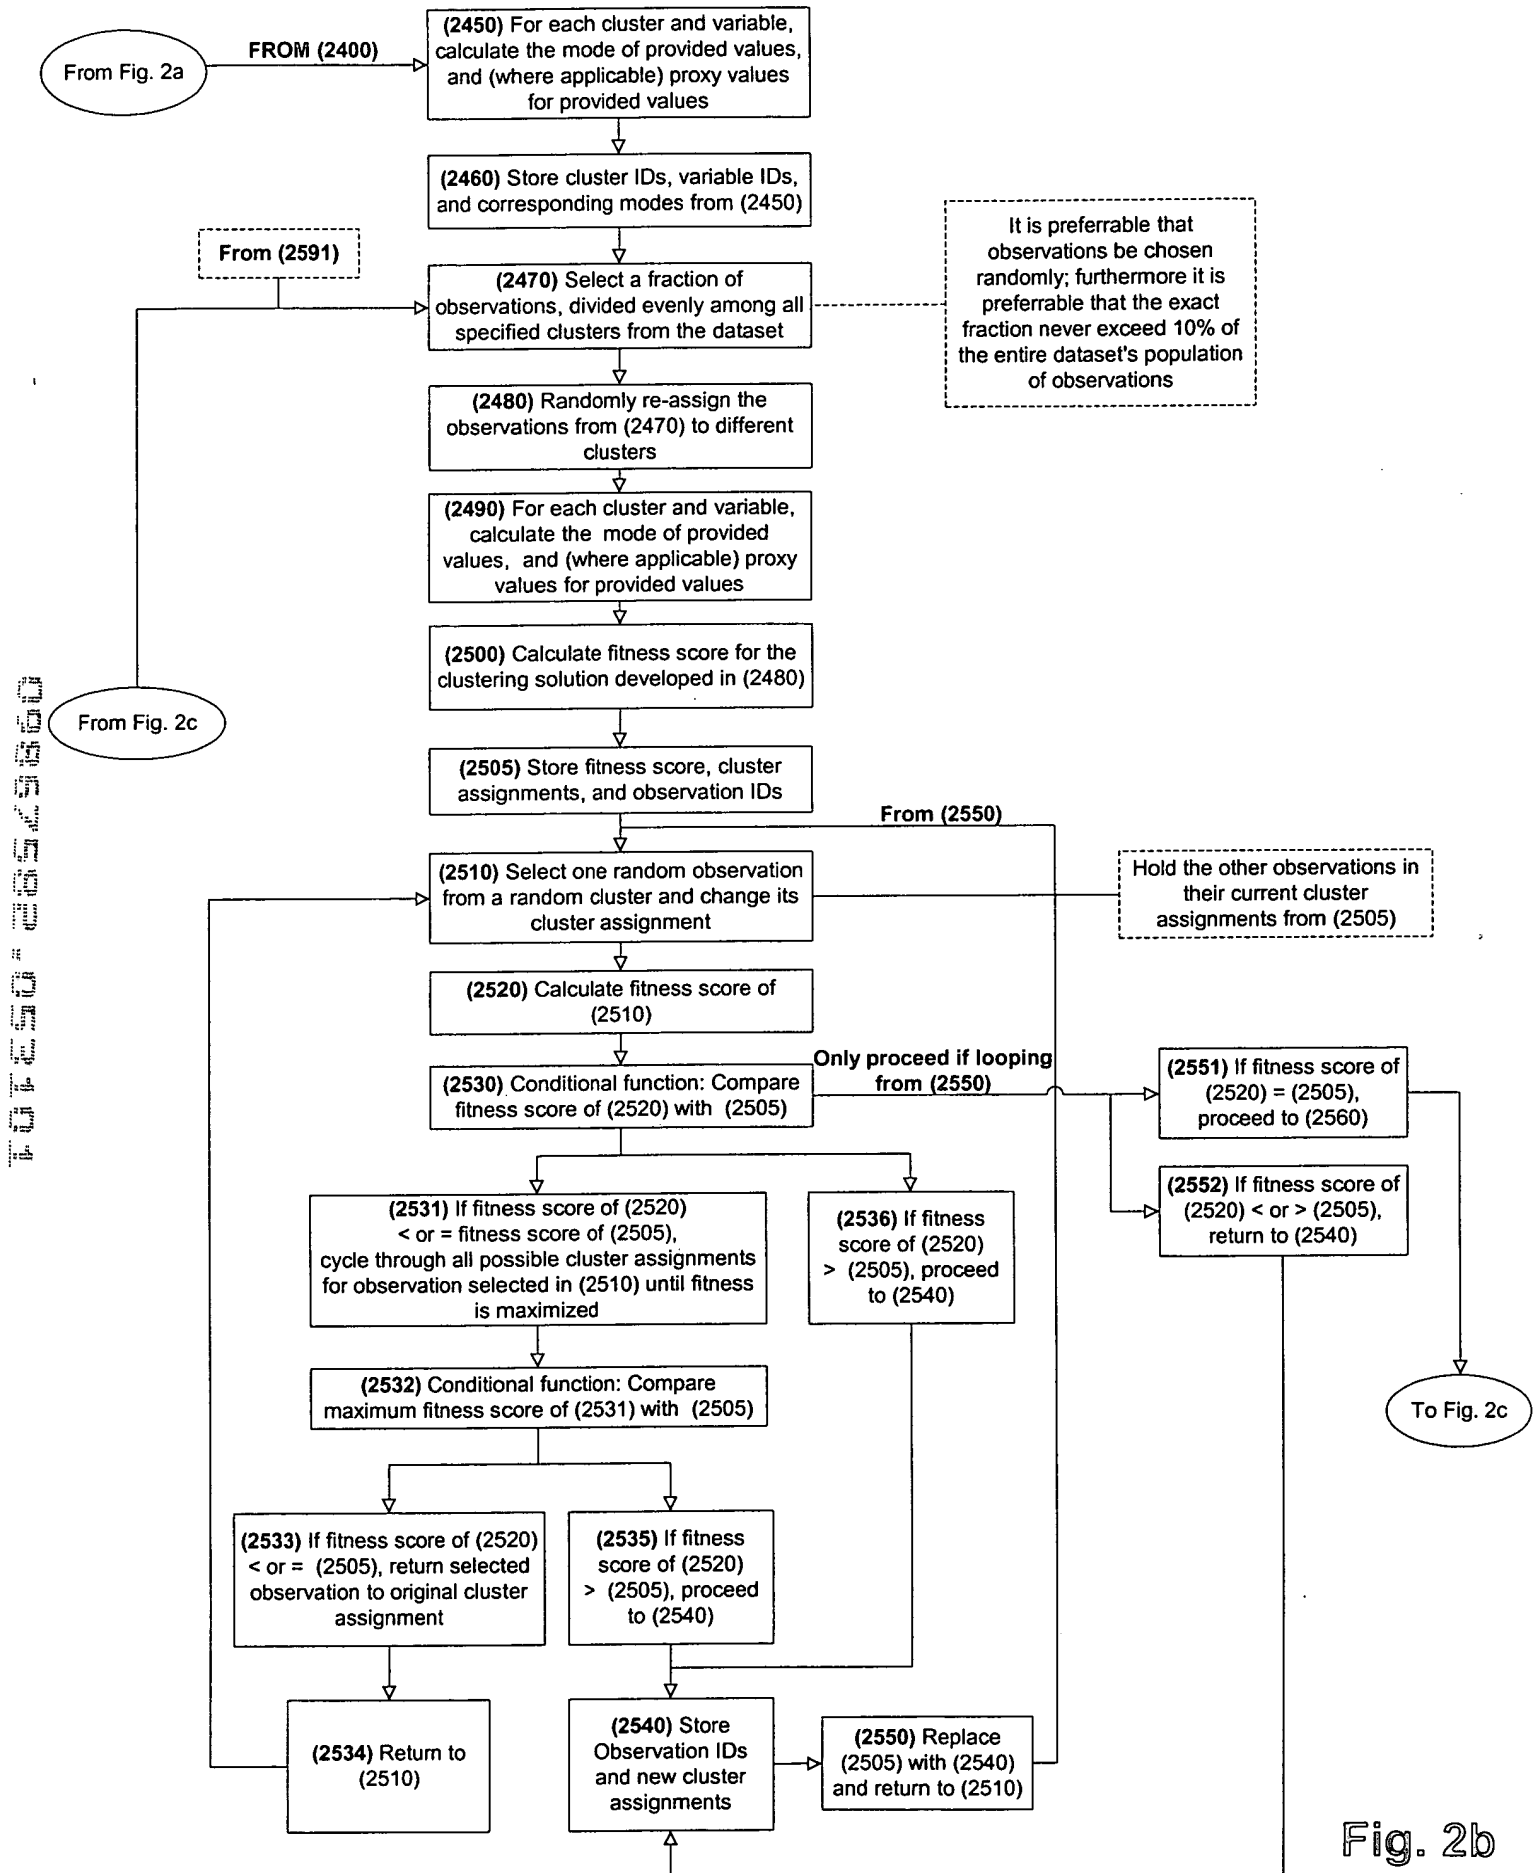 (2450) For each cluster and variable,
calculate the mode of provided values,
and (where applicable) proxy values
for provided values
FROM (2400)
From Fig. 2a
(2460) Store cluster IDs, variable IDs,
and corresponding modes from (2450)
From (2591)
(2470) Select a fraction of
observations, divided evenly among all
specified clusters from the dataset
It is preferrable that
observations be chosen
randomly; furthermore it is
preferrable that the exact
fraction never exceed 10% of
the entire dataset's population
of observations
(2480) Randomly re-assign the
observations from (2470) to different
clusters
(2490) For each cluster and variable,
calculate the mode of provided
values, and (where applicable) proxy
values for provided values
(2500) Calculate fitness score for the
clustering solution developed in (2480)
From Fig. 2c
(2505) Store fitness score, cluster
assignments, and observation IDs
From (2550)
(2510) Select one random observation
from a random cluster and change its
cluster assignment
Hold the other observations in
their current cluster
assignments from (2505)
(2520) Calculate fitness score of
(2510)
Only proceed if looping
from (2550)
(2530) Conditional function: Compare
fitness score of (2520) with (2505)
(2551) If fitness score of
(2520) = (2505),
proceed to (2560)
(2552) If fitness score of
(2520) < or > (2505),
return to (2540)
(2531) If fitness score of (2520)
< or = fitness score of (2505),
cycle through all possible cluster assignments
for observation selected in (2510) until fitness
is maximized
(2536) If fitness
score of (2520)
> (2505), proceed
to (2540)
(2532) Conditional function: Compare
maximum fitness score of (2531) with (2505)
To Fig. 2c
(2533) If fitness score of (2520)
< or = (2505), return selected
observation to original cluster
assignment
(2535) If fitness
score of (2520)
> (2505), proceed
to (2540)
(2534) Return to
(2510)
(2540) Store
Observation IDs
and new cluster
assignments
(2550) Replace
(2505) with (2540)
and return to (2510)
Fig. 2b